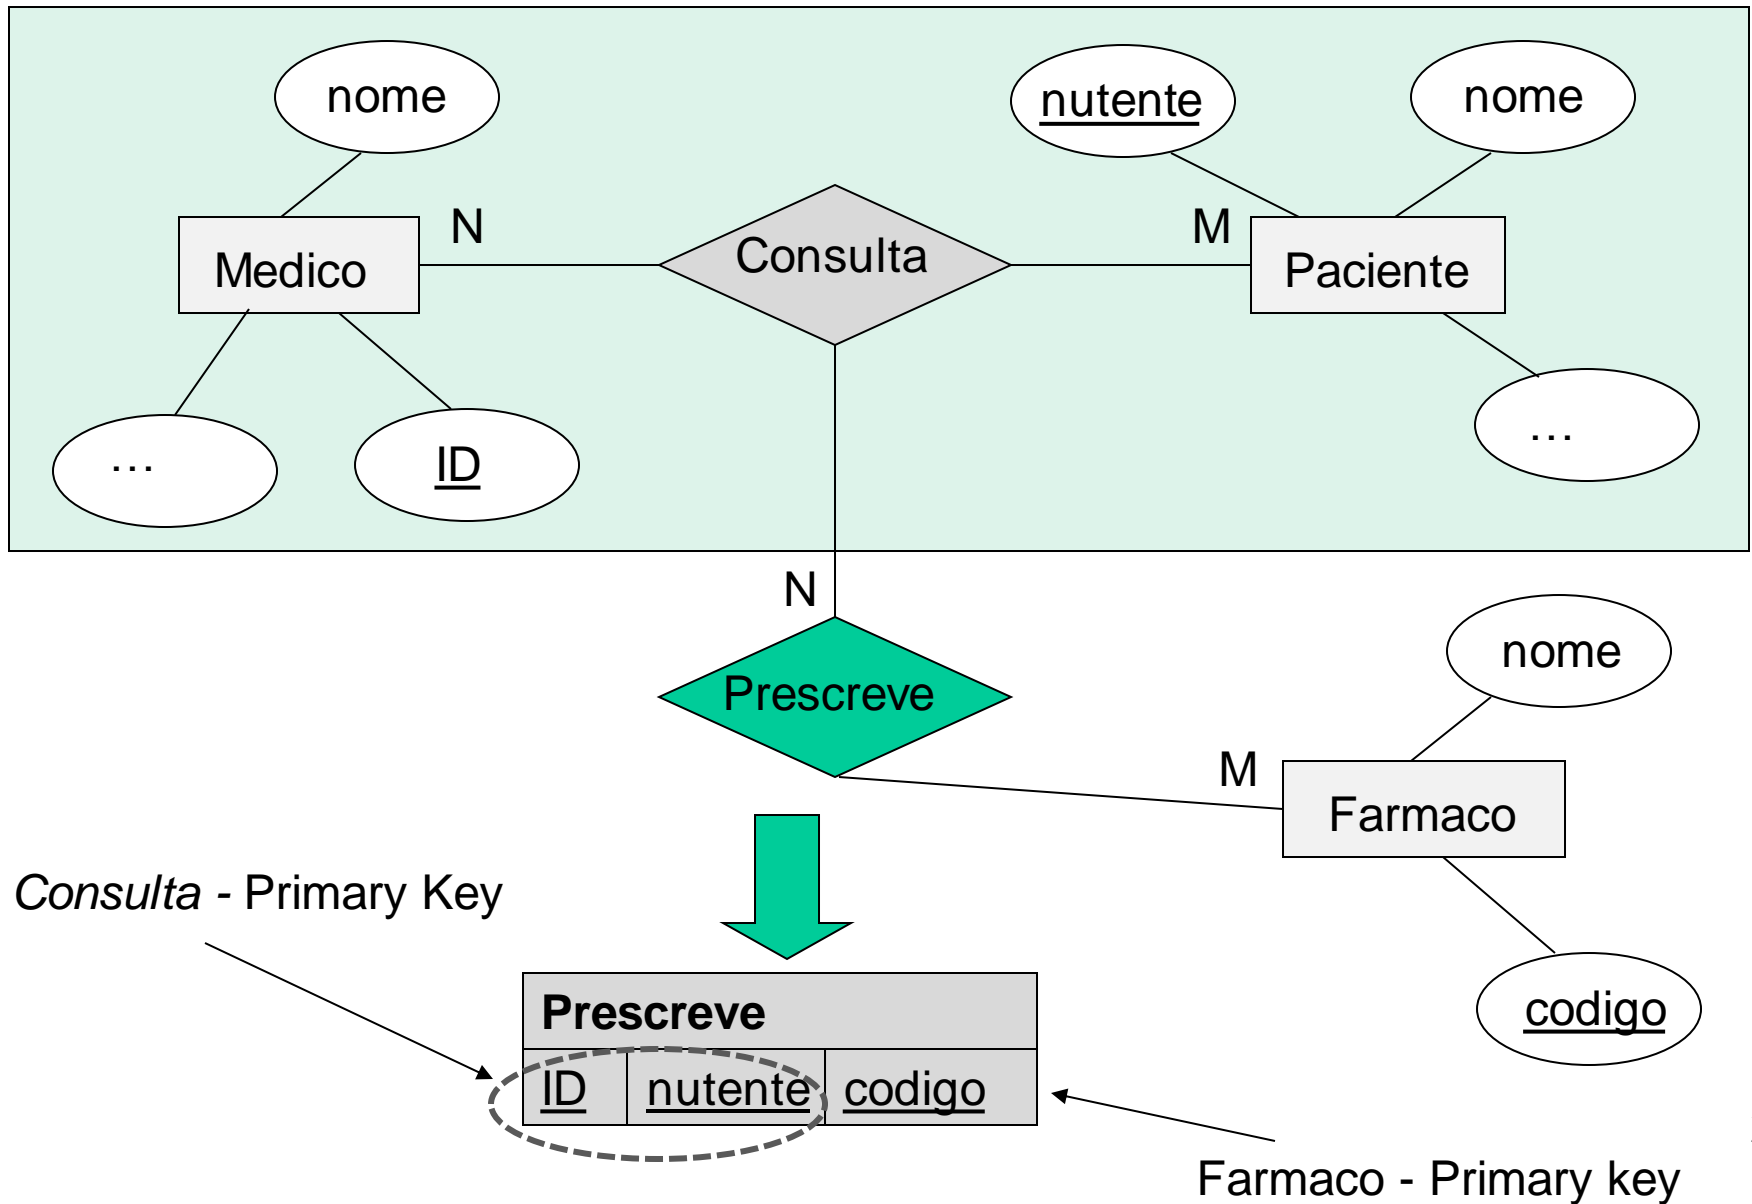 nome
nutente
nome
N
Consulta
M
Medico
Paciente
…
ID
…
N
Prescreve
nome
M
Farmaco
Consulta - Primary Key
codigo
Prescreve
ID nutente codigo
Farmaco - Primary key